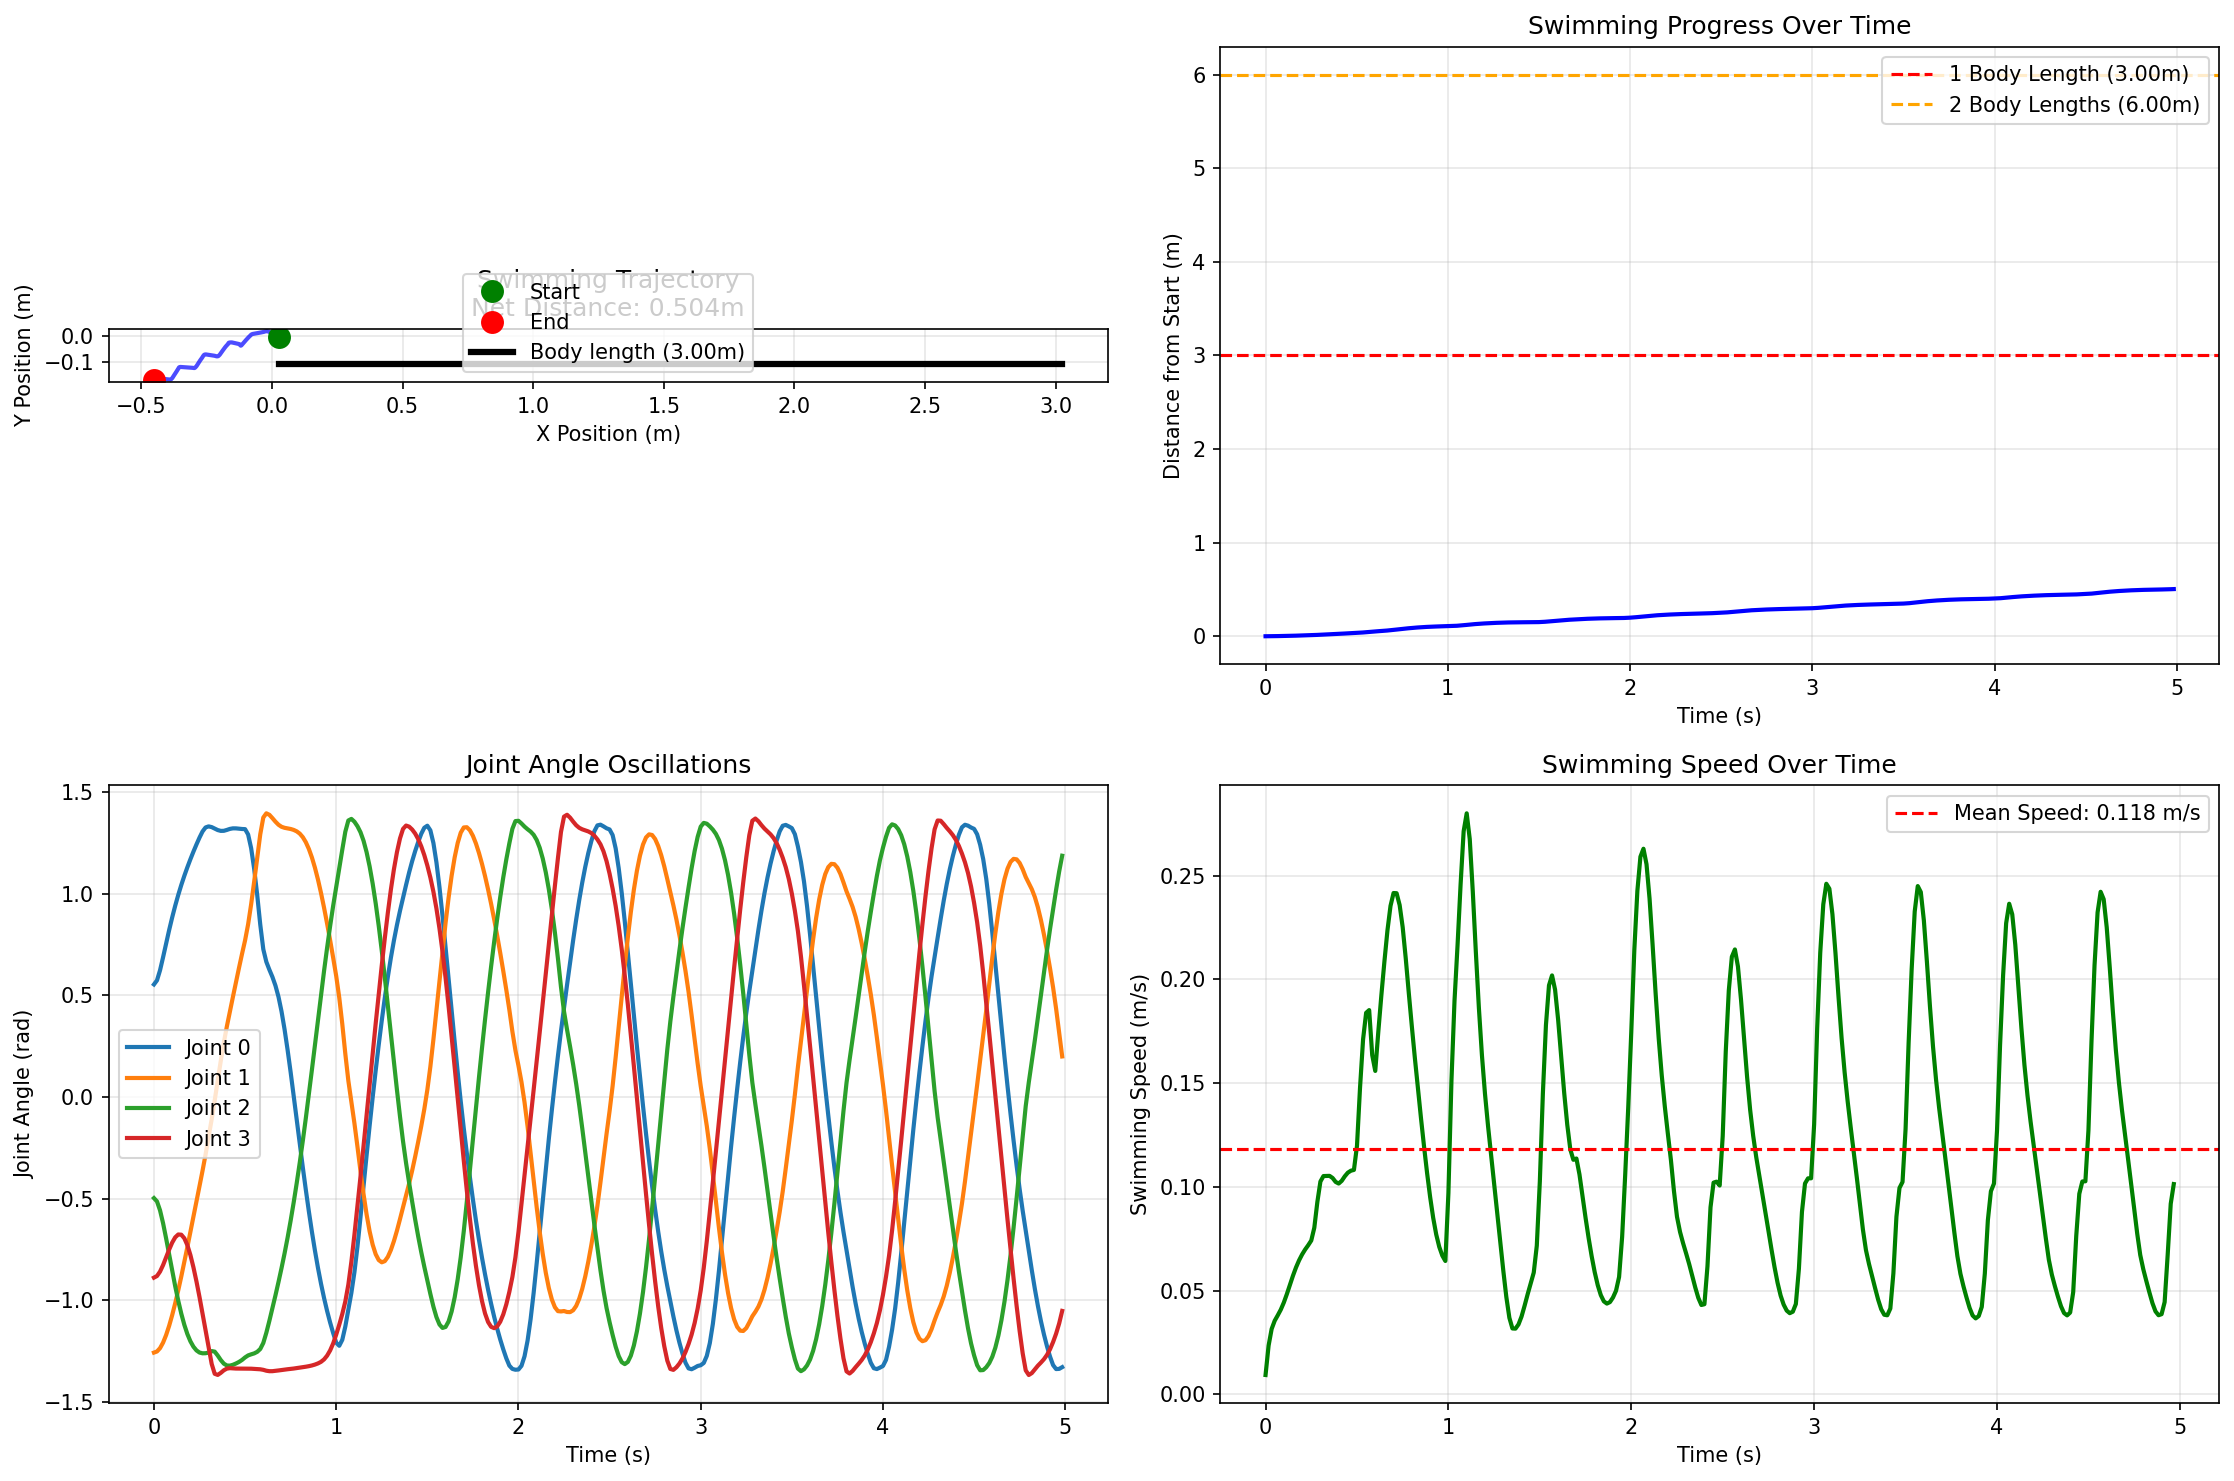 Swimming Trajectory
Net Distance: 0.504m
Start
End
Body length (3.00m)
Y Position (m)
0.0
−0.1
−0.5
0.0
0.5
1.0
1.5
2.0
2.5
3.0
X Position (m)
Swimming Progress Over Time
1 Body Length (3.00m)
2 Body Lengths (6.00m)
Distance from Start (m)
6
5
4
3
2
1
0
0
1
2
3
4
5
Time (s)
Joint Angle Oscillations
Joint Angle (rad)
1.5
1.0
0.5
0.0
−0.5
−1.0
−1.5
Joint 0
Joint 1
Joint 2
Joint 3
0
1
2
3
4
5
Time (s)
Swimming Speed Over Time
Mean Speed: 0.118 m/s
Swimming Speed (m/s)
0.25
0.20
0.15
0.10
0.05
0.00
0
1
2
3
4
5
Time (s)